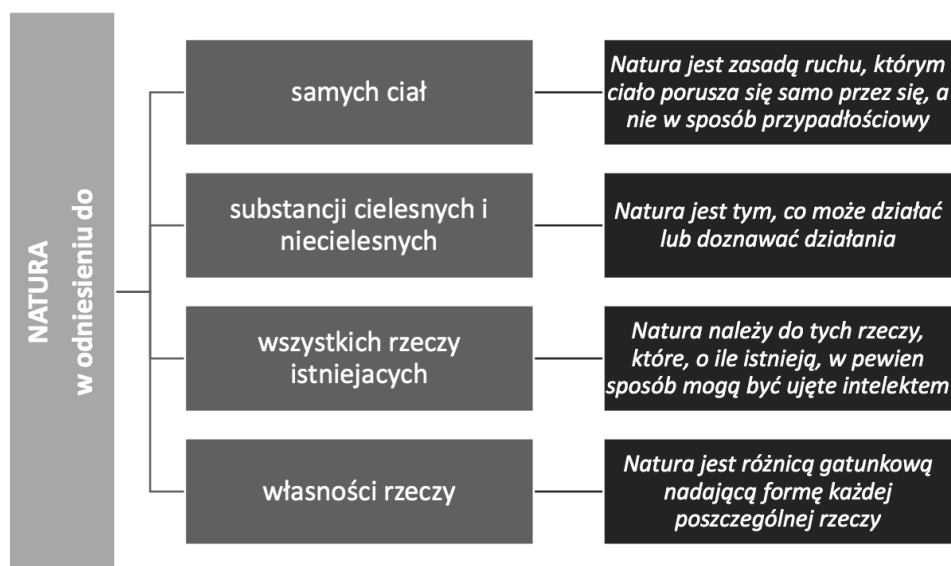 NATURA
w odniesieniu do
samych ciał
Natura jest zasadą ruchu, którym
ciało porusza się samo przez się, a
nie w sposób przypadłościowy
substancji cielesnych i
niecielesnych
Natura jest tym, co może działać
lub doznawać działania
wszystkich rzeczy
istniejacych
Natura należy do tych rzeczy,
które, o ile istnieją, w pewien
sposób mogą być ujęte intelektem
własności rzeczy
Natura jest różnicą gatunkową
nadającą formę każdej
poszczególnej rzeczy